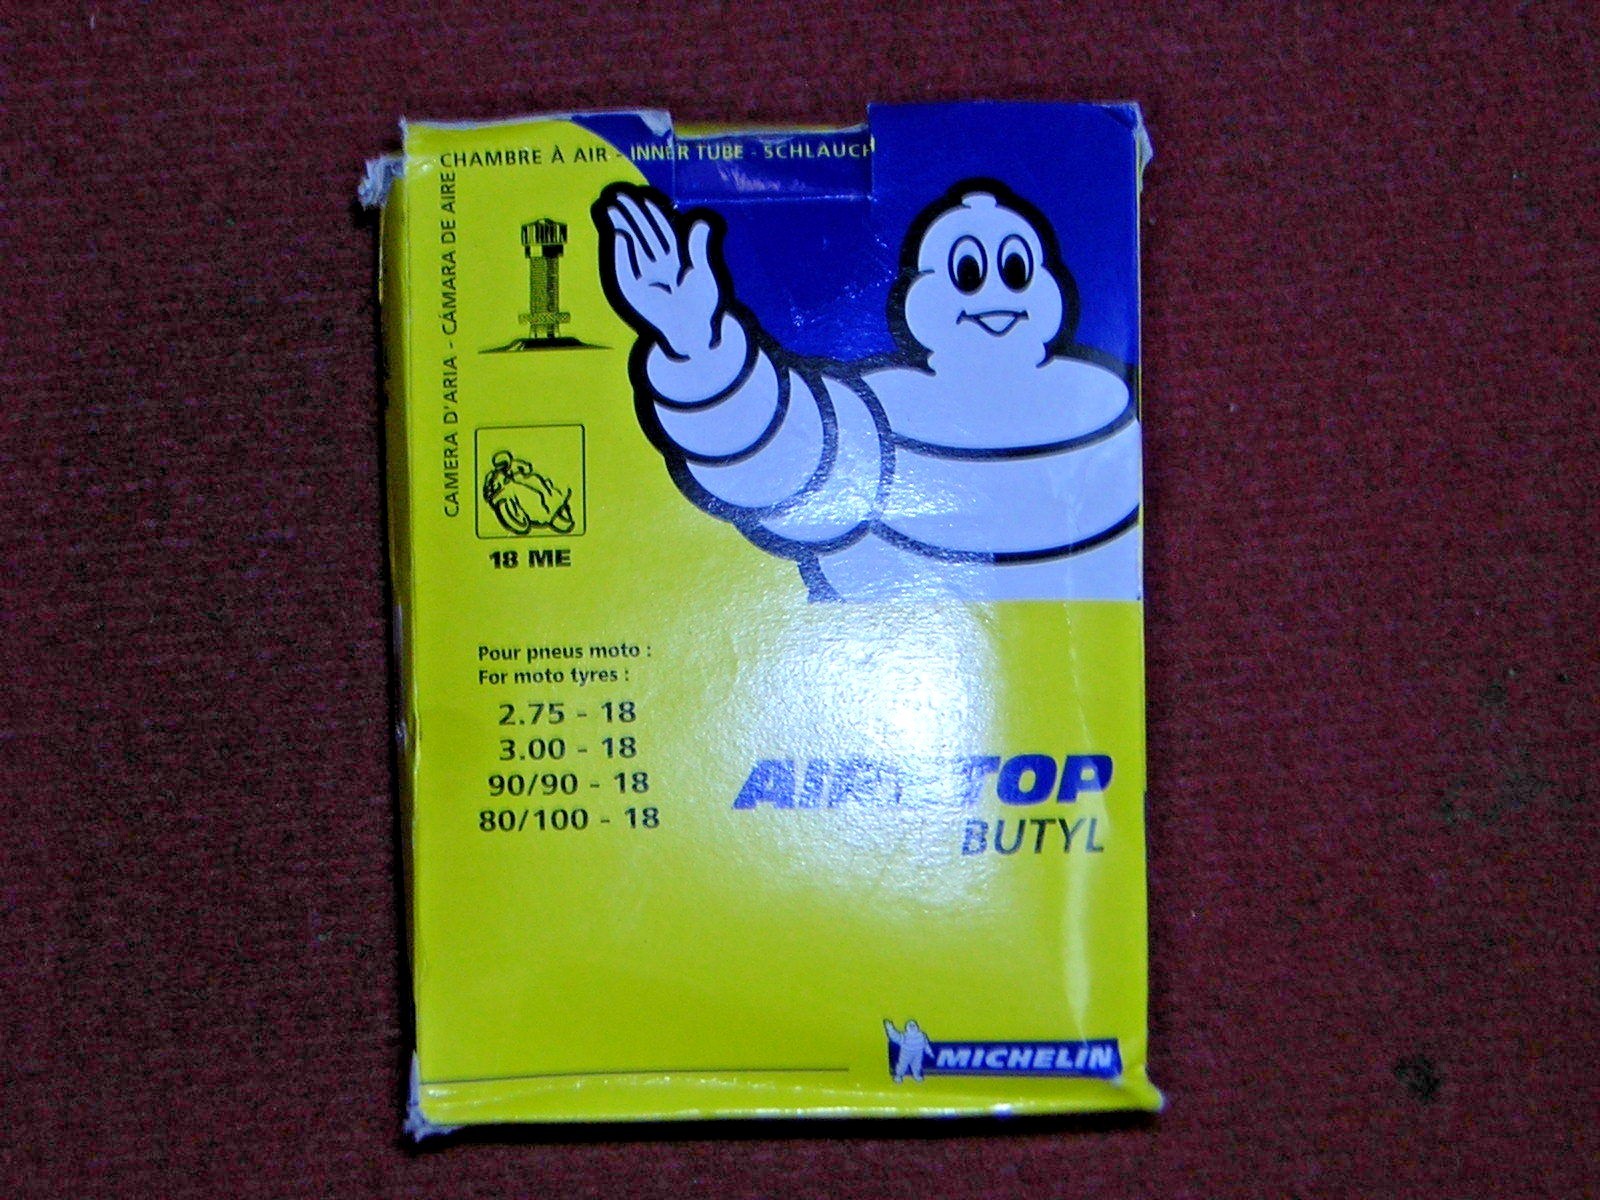 CHAMBRE À AIR - INNER TUBE - SCHLAUCH
CAMERA D'ARIA - CÁMARA DE AIRE
18 ME
Pour pneus moto :
For moto tyres :
2.75 - 18
3.00 - 18
90/90 - 18
80/100 - 18
TOP
BUTYL
MICHELIN